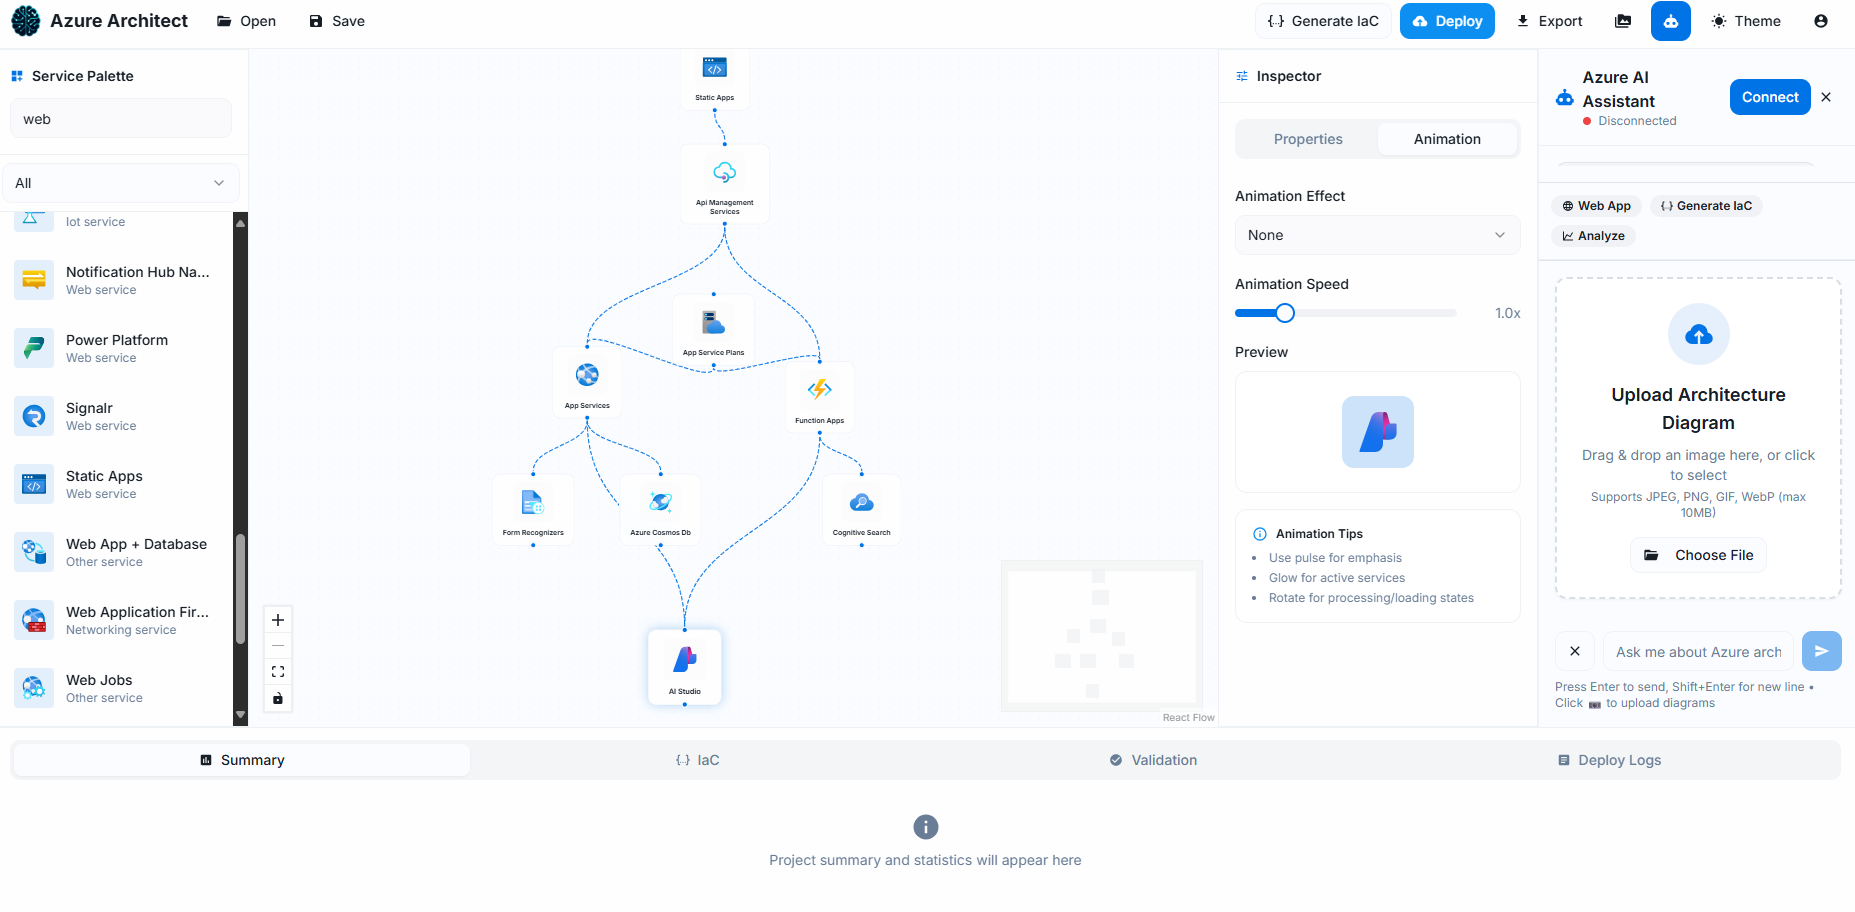 Azure Architect
Open
Save
Generate IaC
Deploy
Export
Theme
Service Palette
web
All
Iot service
Notification Hub Na...
Web service
Power Platform
Web service
Signalr
Web service
Static Apps
Web service
Web App + Database
Other service
Web Application Fir...
Networking service
Web Jobs
Other service
Static Apps
Api Management
Services
App Service Plans
App Services
Function Apps
Form Recognizers
Azure Cosmos Db
Cognitive Search
AI Studio
React Flow
Inspector
Properties
Animation
Animation Effect
None
Animation Speed
1.0x
Preview
Animation Tips
• Use pulse for emphasis
• Glow for active services
• Rotate for processing/loading states
Azure AI
Assistant
Disconnected
Connect
Web App
Generate IaC
Analyze
Upload Architecture
Diagram
Drag & drop an image here, or click
to select
Supports JPEG, PNG, GIF, WebP (max
10MB)
Choose File
Ask me about Azure arch
Press Enter to send, Shift+Enter for new line •
Click 📷 to upload diagrams
Summary
IaC
Validation
Deploy Logs
Project summary and statistics will appear here